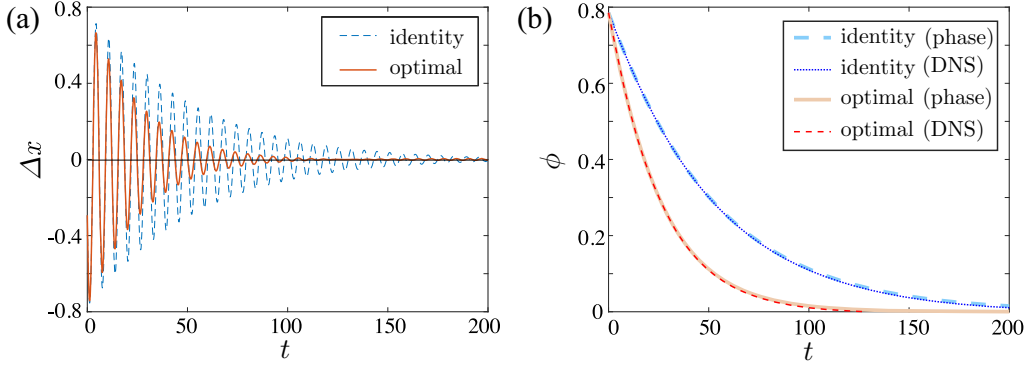 (a)
identity
optimal
0.8
0.4
0
-0.4
-0.8
Δx
0
50
100
150
200
t
(b)
identity (phase)
identity (DNS)
optimal (phase)
optimal (DNS)
0.8
0.6
0.4
0.2
0
ϕ
0
50
100
150
200
t